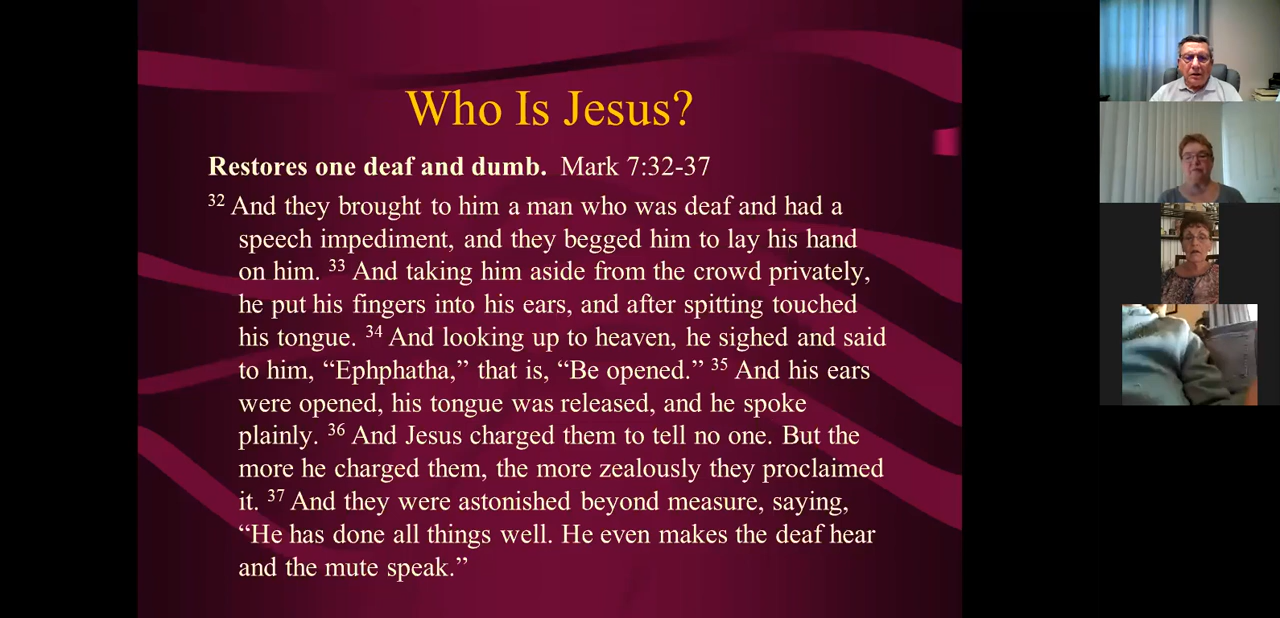 Who Is Jesus?
Restores one deaf and dumb. Mark 7:32-37
32 And they brought to him a man who was deaf and had a
speech impediment, and they begged him to lay his hand
on him. 33 And taking him aside from the crowd privately,
he put his fingers into his ears, and after spitting touched
his tongue. 34 And looking up to heaven, he sighed and said
to him, “Ephphatha,” that is, “Be opened.” 35 And his ears
were opened, his tongue was released, and he spoke
plainly. 36 And Jesus charged them to tell no one. But the
more he charged them, the more zealously they proclaimed
it. 37 And they were astonished beyond measure, saying,
“He has done all things well. He even makes the deaf hear
and the mute speak.”